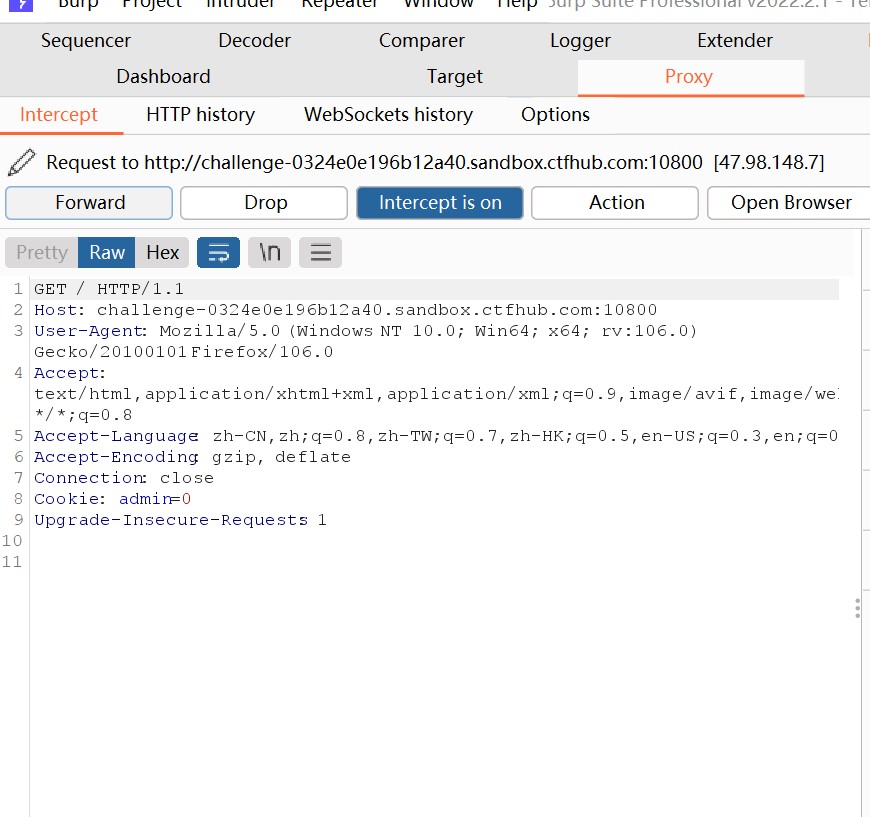 Burp Project Intruder Repeater Window Help Burp Suite Professional v2022.2.1 - Te
Sequencer Decoder Comparer Logger Extender
Dashboard Target Proxy
Intercept HTTP history WebSockets history Options
Request to http://challenge-0324e0e196b12a40.sandbox.ctfhub.com:10800 [47.98.148.7]
Forward Drop Intercept is on Action Open Browser
Pretty Raw Hex \n
1 GET / HTTP/1.1
2 Host: challenge-0324e0e196b12a40.sandbox.ctfhub.com:10800
3 User-Agent: Mozilla/5.0 (Windows NT 10.0; Win64; x64; rv:106.0)
Gecko/20100101 Firefox/106.0
4 Accept:
text/html,application/xhtml+xml,application/xml;q=0.9,image/avif,image/we
*/*;q=0.8
5 Accept-Language: zh-CN,zh;q=0.8,zh-TW;q=0.7,zh-HK;q=0.5,en-US;q=0.3,en;q=0
6 Accept-Encoding: gzip, deflate
7 Connection: close
8 Cookie: admin=0
9 Upgrade-Insecure-Requests: 1
10
11